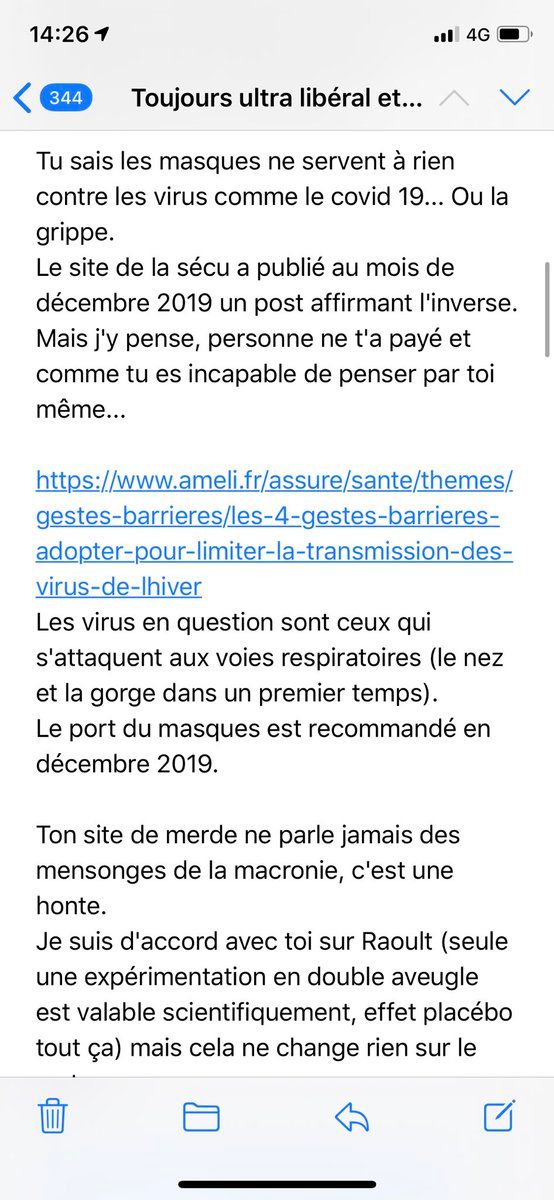 14:26
4G
344
Toujours ultra libéral et...
Tu sais les masques ne servent à rien
contre les virus comme le covid 19... Ou la
grippe.
Le site de la sécu a publié au mois de
décembre 2019 un post affirmant l'inverse.
Mais j'y pense, personne ne t'a payé et
comme tu es incapable de penser par toi
même...
https://www.ameli.fr/assure/sante/themes/
gestes-barrieres/les-4-gestes-barrieres-
adopter-pour-limiter-la-transmission-des-
virus-de-lhiver
Les virus en question sont ceux qui
s'attaquent aux voies respiratoires (le nez
et la gorge dans un premier temps).
Le port du masques est recommandé en
décembre 2019.
Ton site de merde ne parle jamais des
mensonges de la macronie, c'est une
honte.
Je suis d'accord avec toi sur Raoult (seule
une expérimentation en double aveugle
est valable scientifiquement, effet placébo
tout ça) mais cela ne change rien sur le